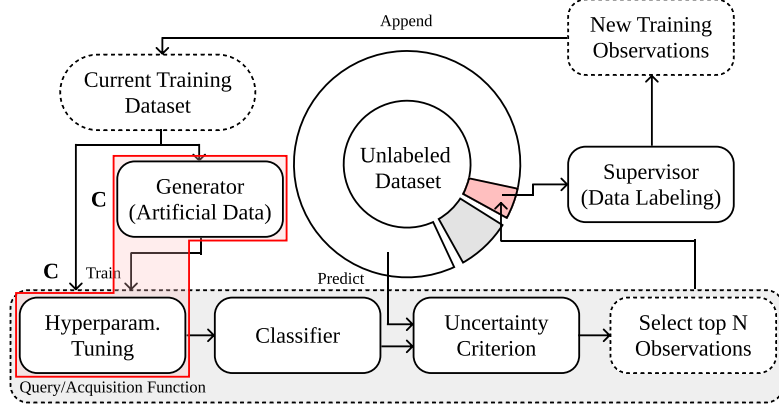 Append
New Training
Observations
Current Training
Dataset
Unlabeled
Dataset
Generator
(Artificial Data)
C
Supervisor
(Data Labeling)
C
Train
Predict
Hyperparam.
Tuning
Classifier
Uncertainty
Criterion
Select top N
Observations
Query/Acquisition Function